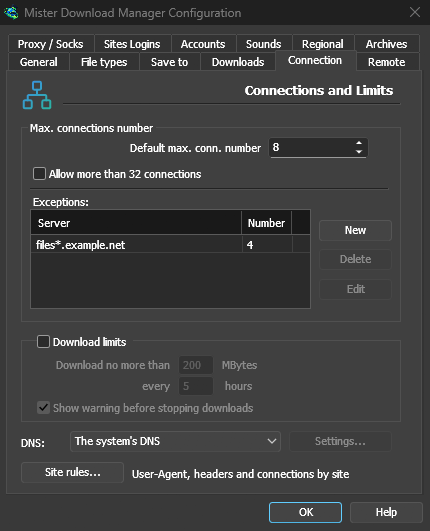 Mister Download Manager Configuration
Proxy / Socks Sites Logins Accounts Sounds Regional Archives
General File types Save to Downloads Connection Remote
Connections and Limits
Max. connections number
Default max. conn. number 8
Allow more than 32 connections
Exceptions:
Server Number
files*.example.net 4
New
Delete
Edit
Download limits
Download no more than 200 MBytes
every 5 hours
Show warning before stopping downloads
DNS: The system's DNS Settings...
Site rules... User-Agent, headers and connections by site
OK Help